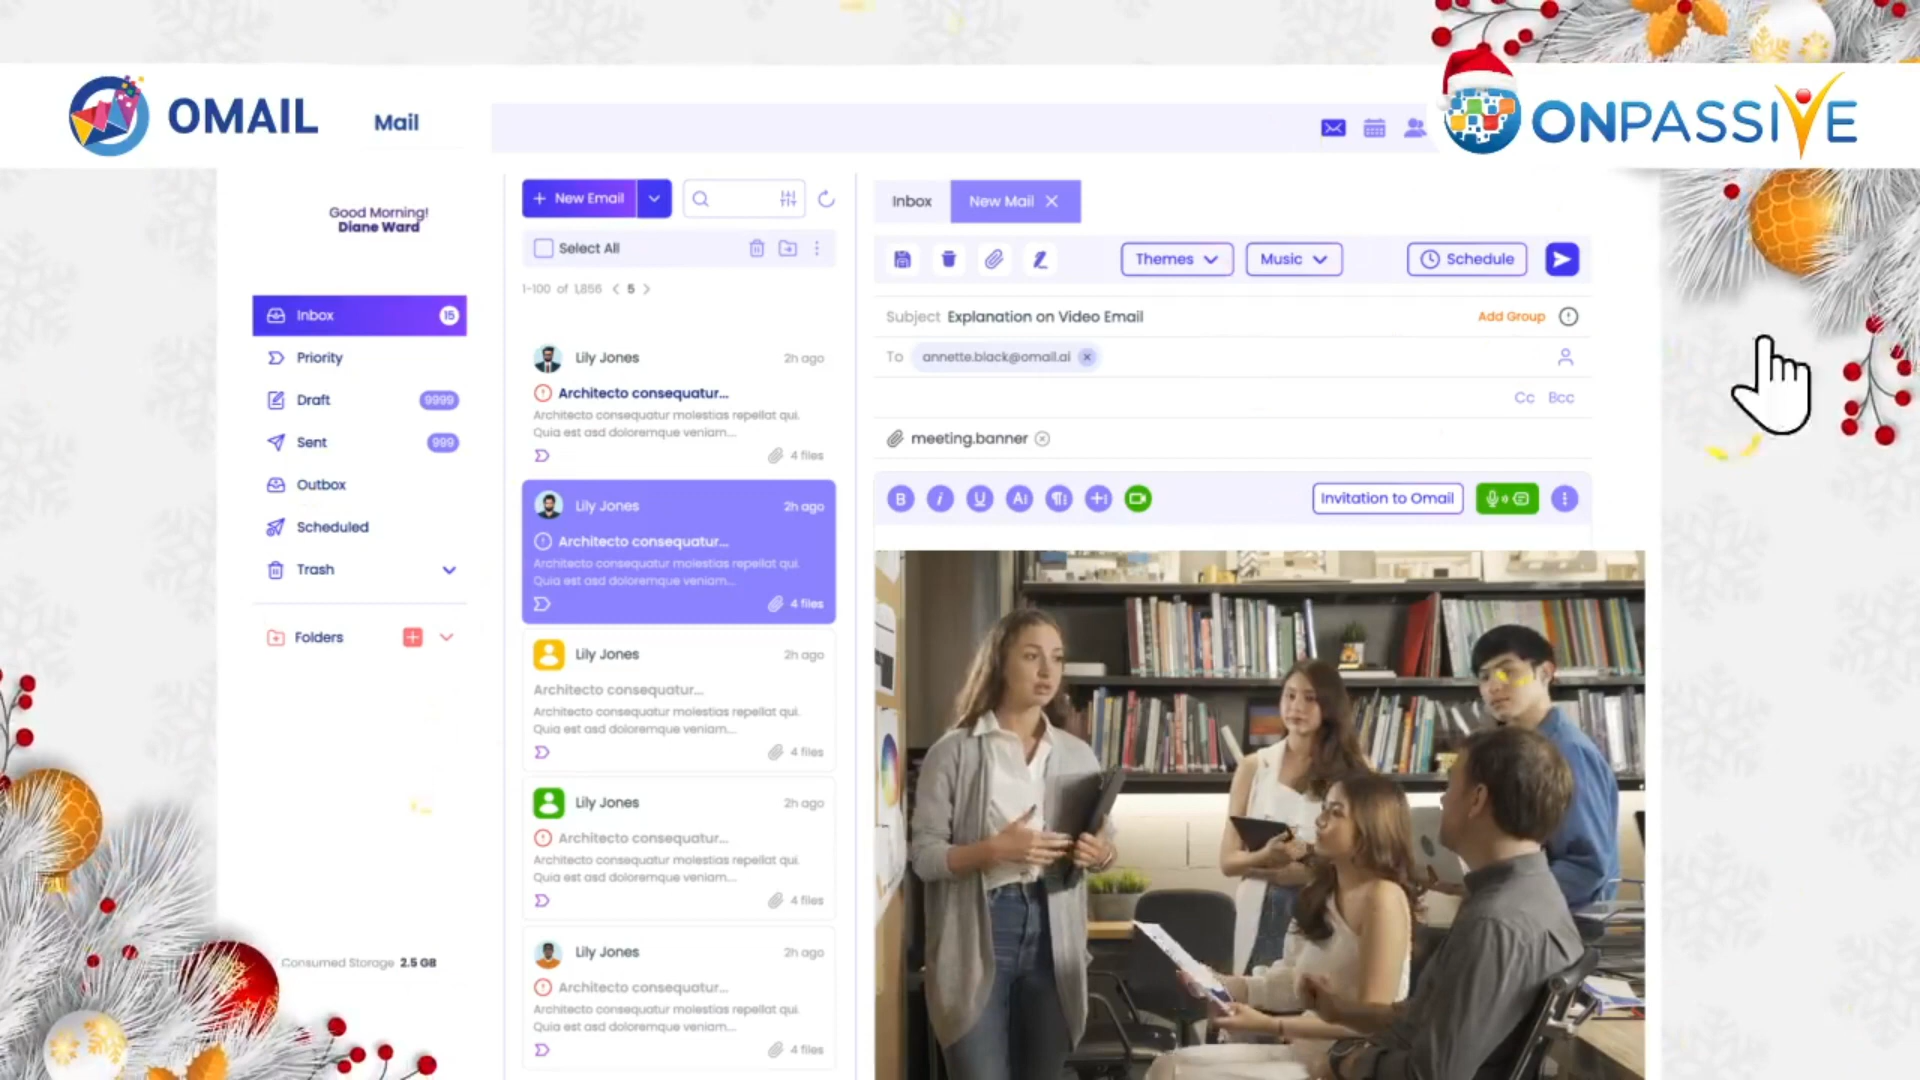 OMAIL
Mail
ONPASSIVE
Good Morning!
Diane Ward
Inbox 15
Priority
Draft 9999
Sent 999
Outbox
Scheduled
Trash
Folders
Consumed Storage 2.5 GB
+ New Email
Select All
1-100 of 1,856 < 5 >
Lily Jones 2h ago
Architecto consequatur...
Architecto consequatur molestias repellat qui.
Quia est asd doloremque veniam...
4 files
Lily Jones 2h ago
Architecto consequatur...
Architecto consequatur molestias repellat qui.
Quia est asd doloremque veniam...
4 files
Lily Jones 2h ago
Architecto consequatur...
Architecto consequatur molestias repellat qui.
Quia est asd doloremque veniam...
4 files
Lily Jones 2h ago
Architecto consequatur...
Architecto consequatur molestias repellat qui.
Quia est asd doloremque veniam...
4 files
Lily Jones 2h ago
Architecto consequatur...
Architecto consequatur molestias repellat qui.
Quia est asd doloremque veniam...
4 files
Inbox New Mail
Themes Music Schedule
Subject Explanation on Video Email Add Group
To annette.black@omail.ai
Cc Bcc
meeting.banner
B i U AI Invitation to Omail